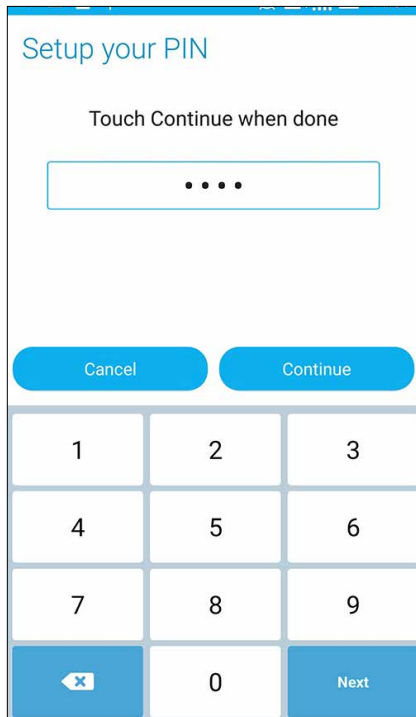 Setup your PIN
Touch Continue when done
••••
Cancel Continue
1 2 3
4 5 6
7 8 9
0 Next